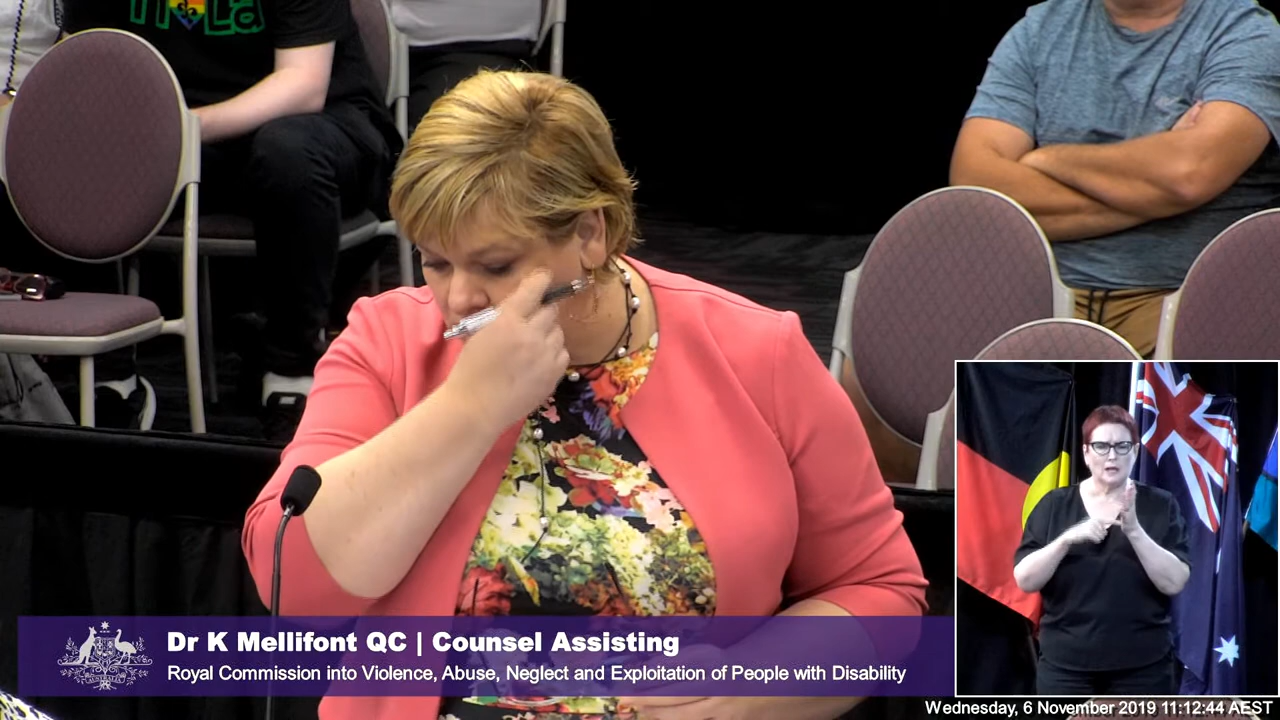 Dr K Mellifont QC | Counsel Assisting
Royal Commission into Violence, Abuse, Neglect and Exploitation of People with Disability
Wednesday, 6 November 2019 11:12:44 AEST